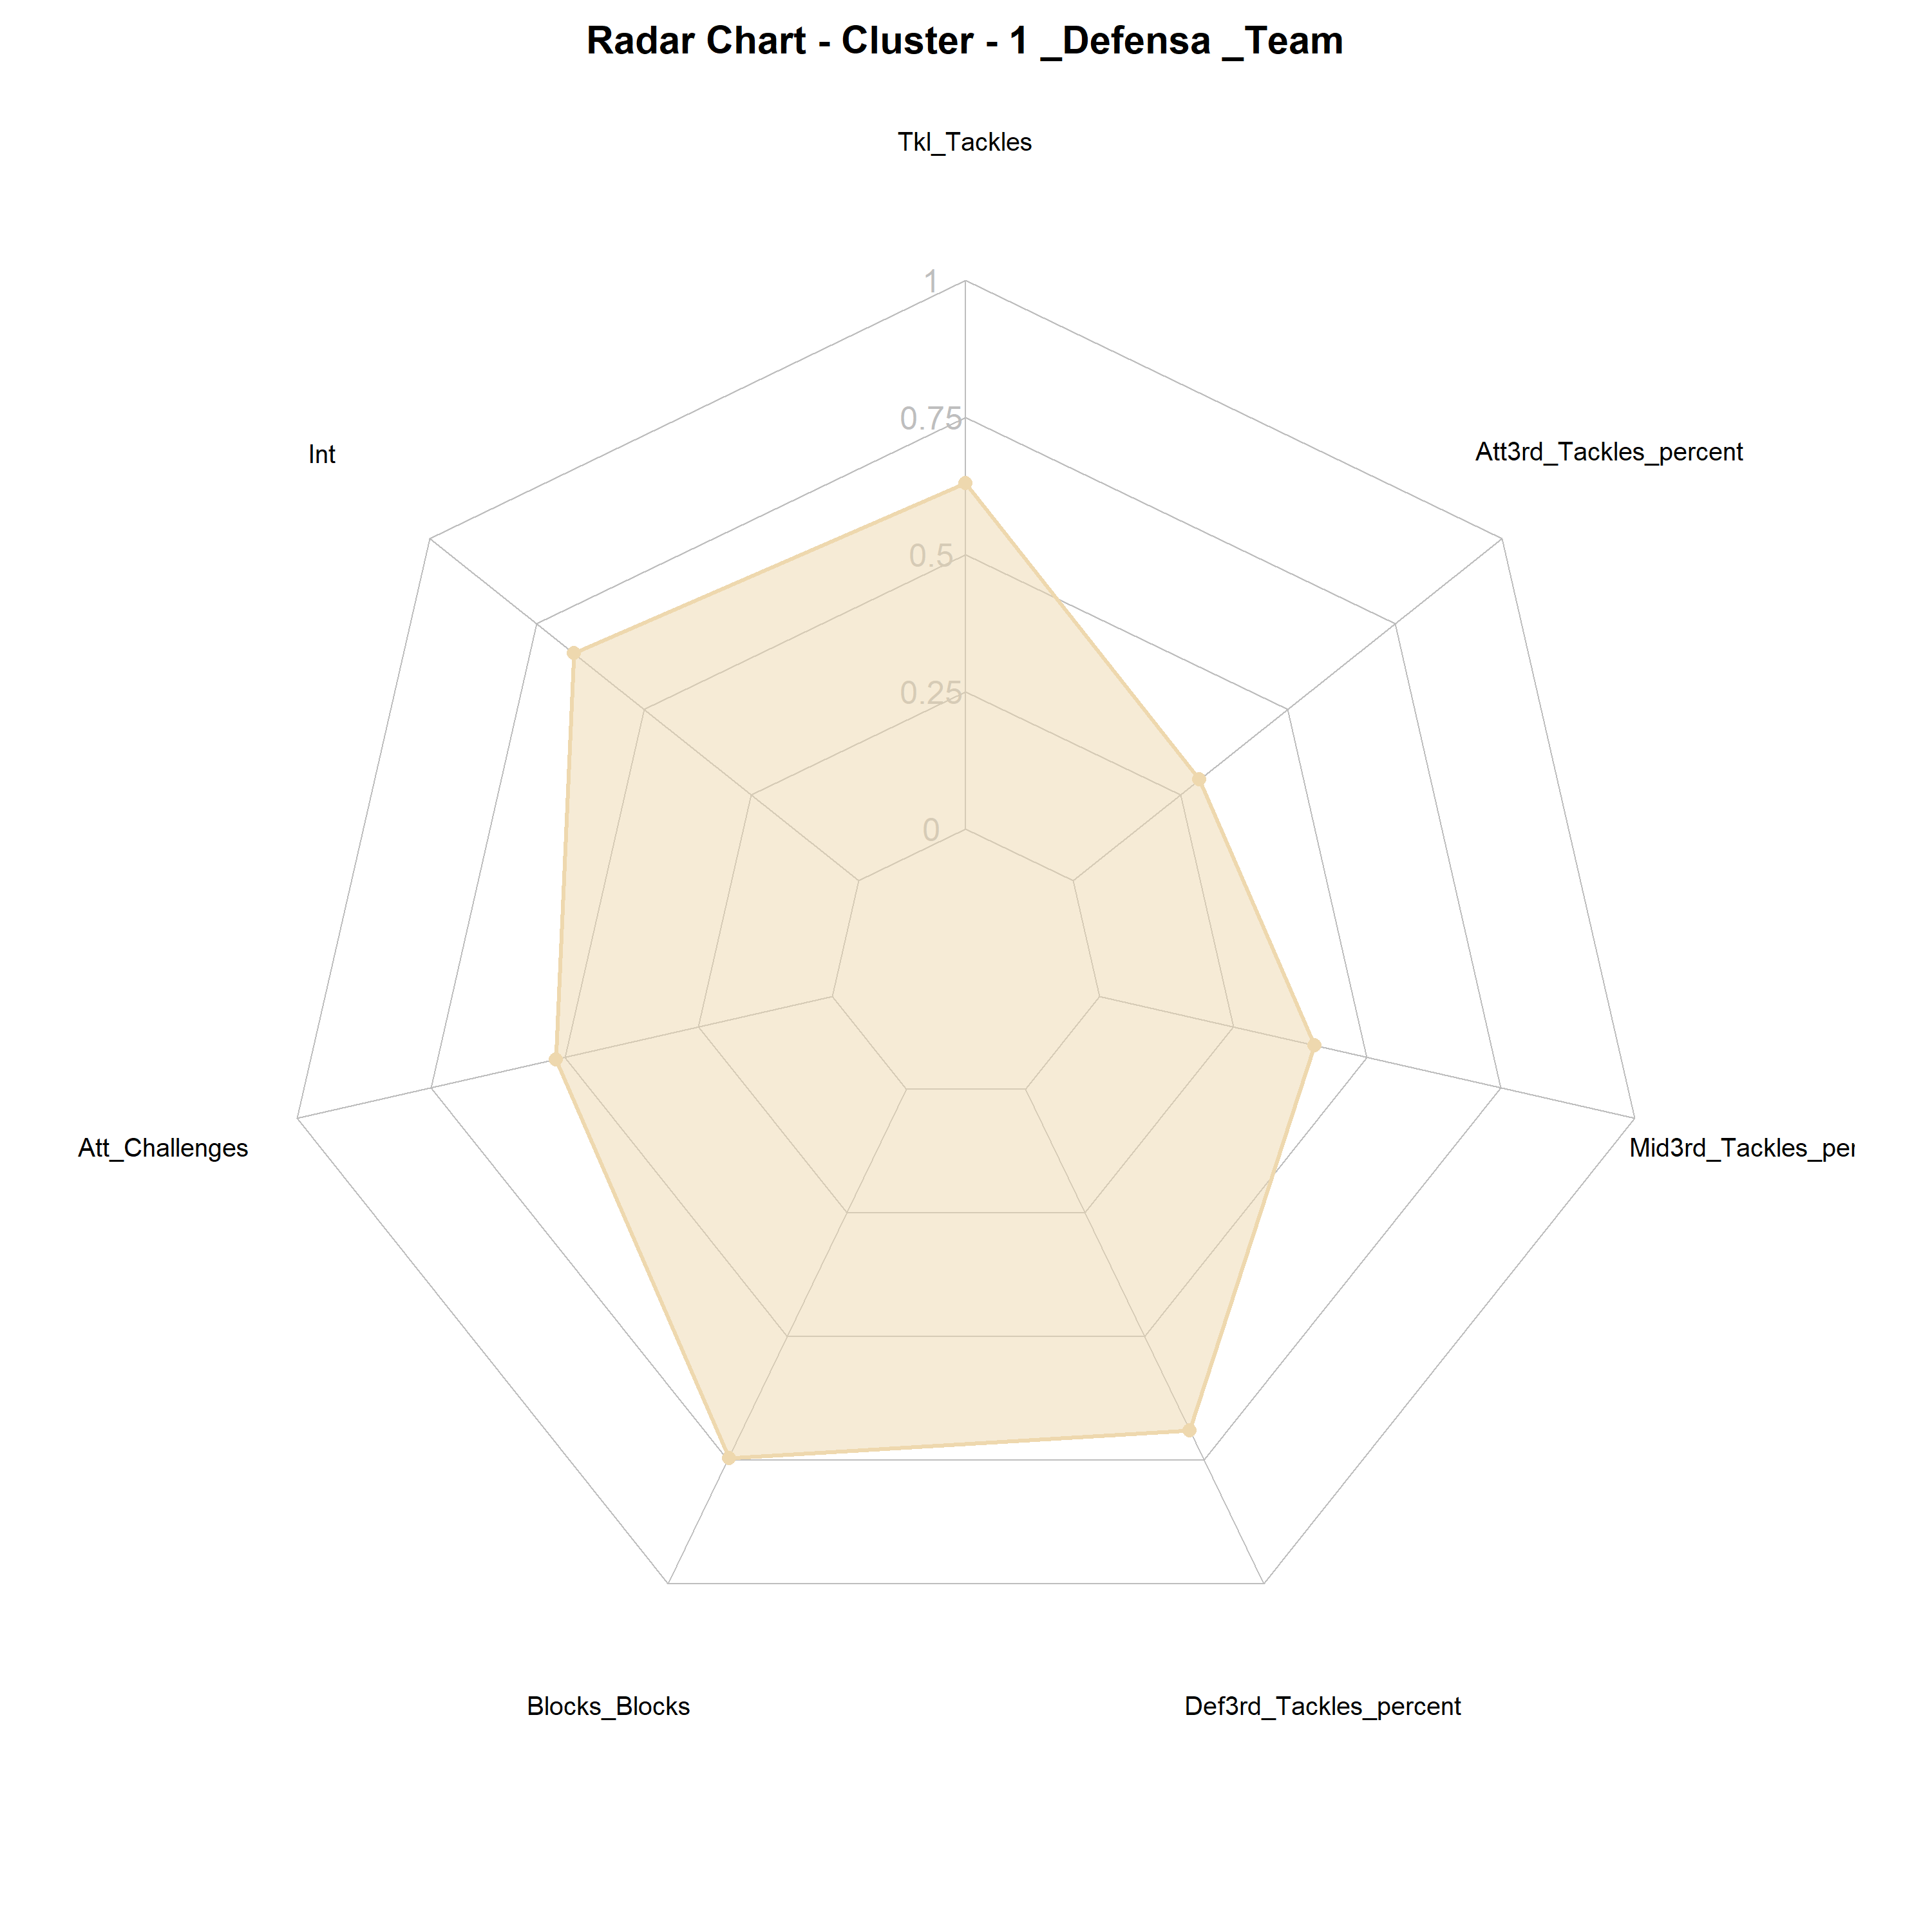 Radar Chart - Cluster - 1 _Defensa _Team
Tkl_Tackles
1
0.75
Att3rd_Tackles_percent
Int
0.5
0.25
0
Att_Challenges
Mid3rd_Tackles_per
Blocks_Blocks
Def3rd_Tackles_percent